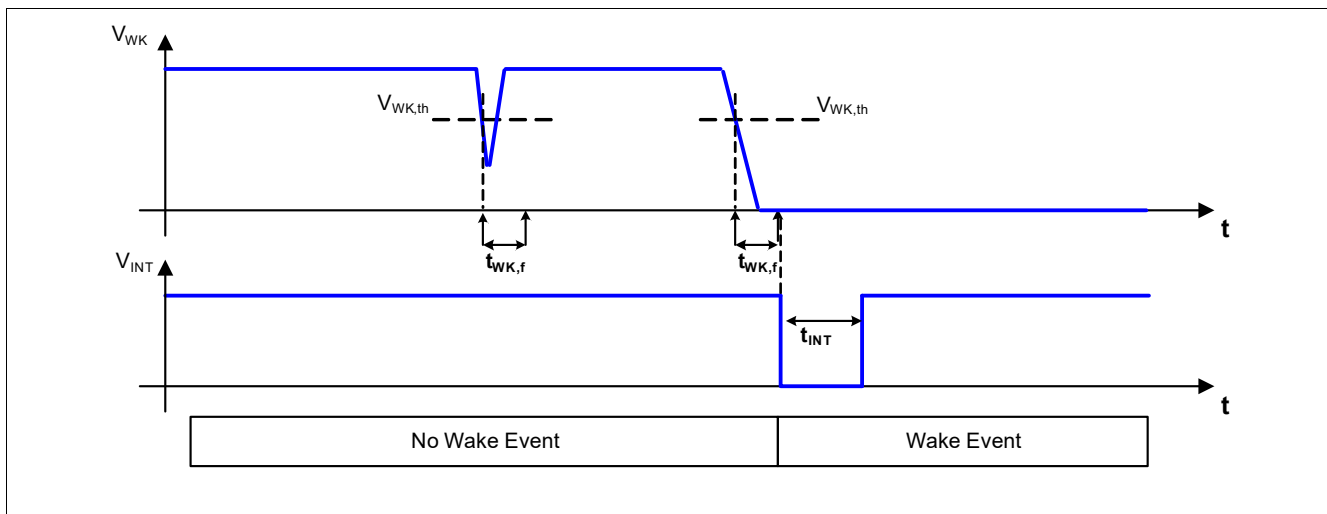 V_WK
V_WK,th
V_WK,th
t
t_WK,f
t_WK,f
V_INT
t_INT
t
No Wake Event
Wake Event